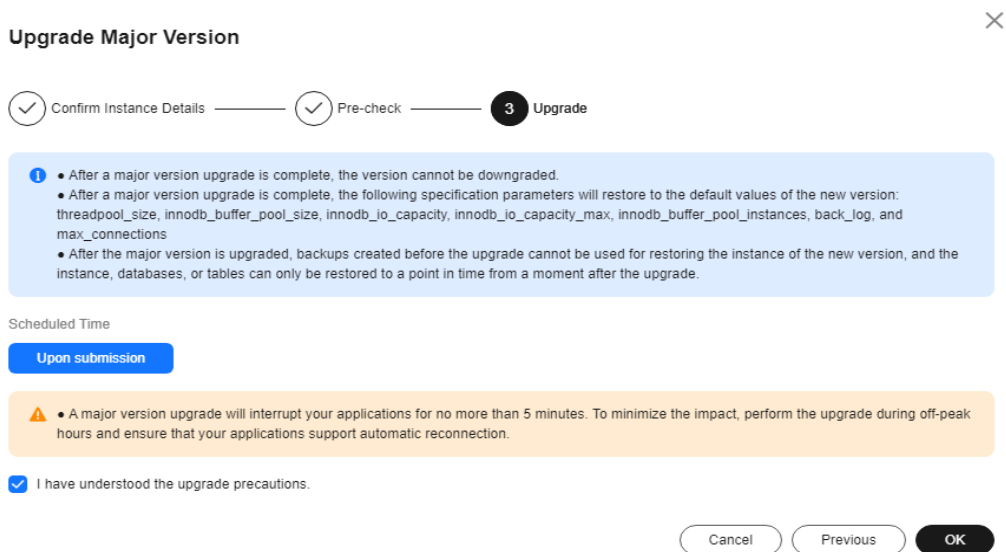 Upgrade Major Version
Confirm Instance Details
Pre-check
3 Upgrade
● After a major version upgrade is complete, the version cannot be downgraded.
● After a major version upgrade is complete, the following specification parameters will restore to the default values of the new version:
threadpool_size, innodb_buffer_pool_size, innodb_io_capacity, innodb_io_capacity_max, innodb_buffer_pool_instances, back_log, and
max_connections
● After the major version is upgraded, backups created before the upgrade cannot be used for restoring the instance of the new version, and the
instance, databases, or tables can only be restored to a point in time from a moment after the upgrade.
Scheduled Time
Upon submission
● A major version upgrade will interrupt your applications for no more than 5 minutes. To minimize the impact, perform the upgrade during off-peak
hours and ensure that your applications support automatic reconnection.
I have understood the upgrade precautions.
Cancel
Previous
OK